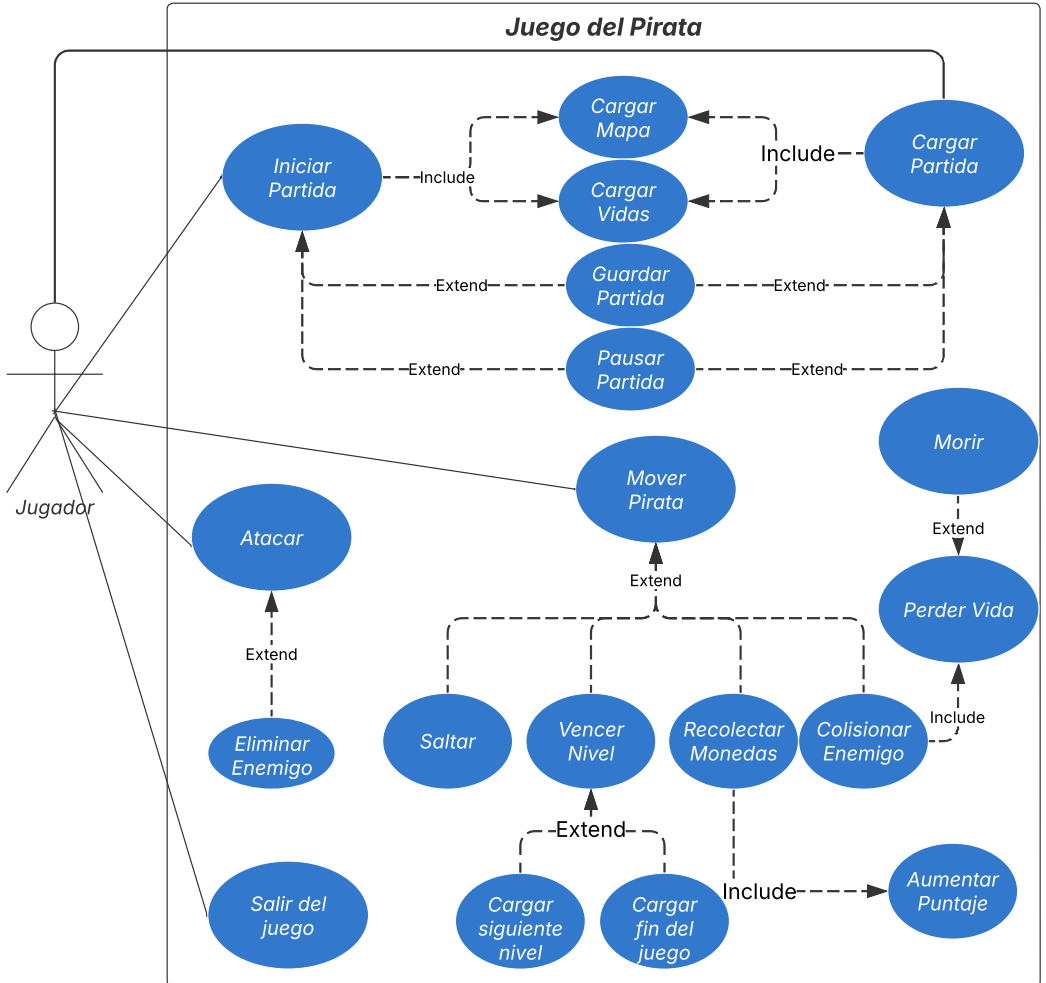 Juego del Pirata
Cargar
Mapa
Iniciar
Partida
Include
Cargar
Vidas
Include
Cargar
Partida
Extend
Guardar
Partida
Extend
Extend
Pausar
Partida
Extend
Jugador
Mover
Pirata
Morir
Atacar
Extend
Extend
Perder Vida
Extend
Eliminar
Enemigo
Saltar
Vencer
Nivel
Recolectar
Monedas
Colisionar
Enemigo
Include
Extend
Salir del
juego
Cargar
siguiente
nivel
Cargar
fin del
juego
Include
Aumentar
Puntaje